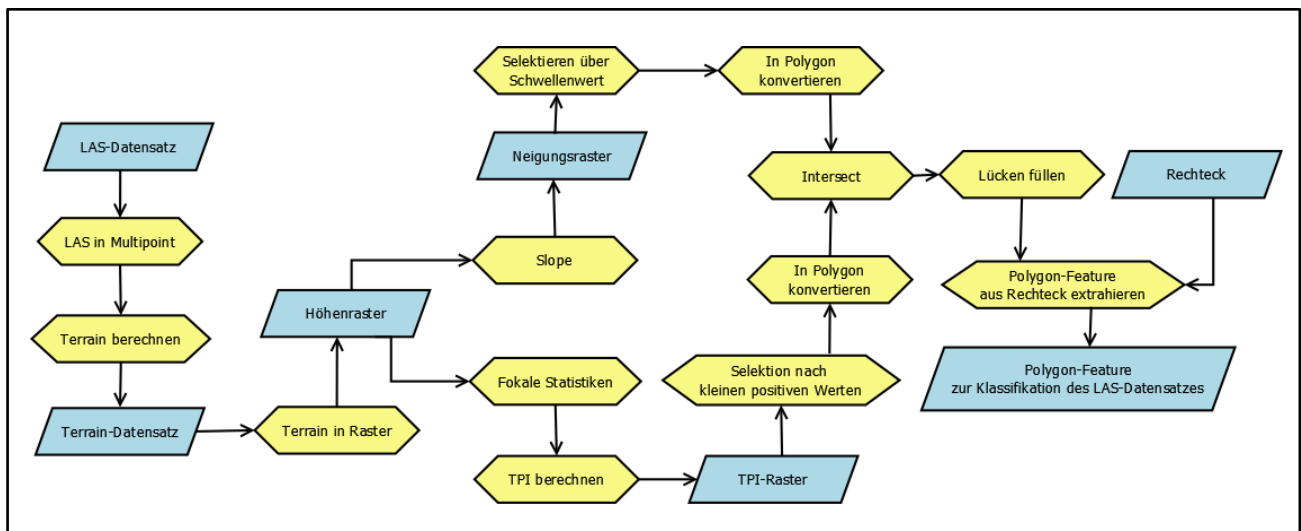 LAS-Datensatz
LAS in Multipoint
Terrain berechnen
Terrain-Datensatz
Terrain in Raster
Höhenraster
Slope
Neigungsraster
Selektieren über
Schwellenwert
In Polygon
konvertieren
Fokale Statistiken
TPI berechnen
TPI-Raster
Selektion nach
kleinen positiven Werten
In Polygon
konvertieren
Intersect
Lücken füllen
Rechteck
Polygon-Feature
aus Rechteck extrahieren
Polygon-Feature
zur Klassifikation des LAS-Datensatzes